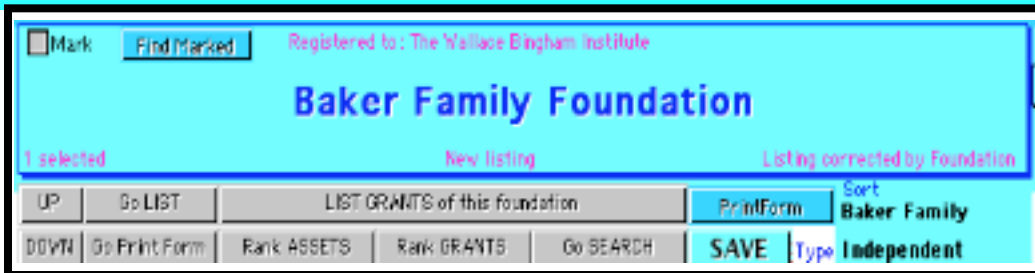 Mark Find Marked Registered to: The Wallace Bingham Institute
Baker Family Foundation
1 selected New listing Listing corrected by Foundation
UP Go LIST LIST GRANTS of this foundation PrintForm Sort Baker Family
DOWN Go Print Form Rank ASSETS Rank GRANTS Go SEARCH SAVE Type Independent